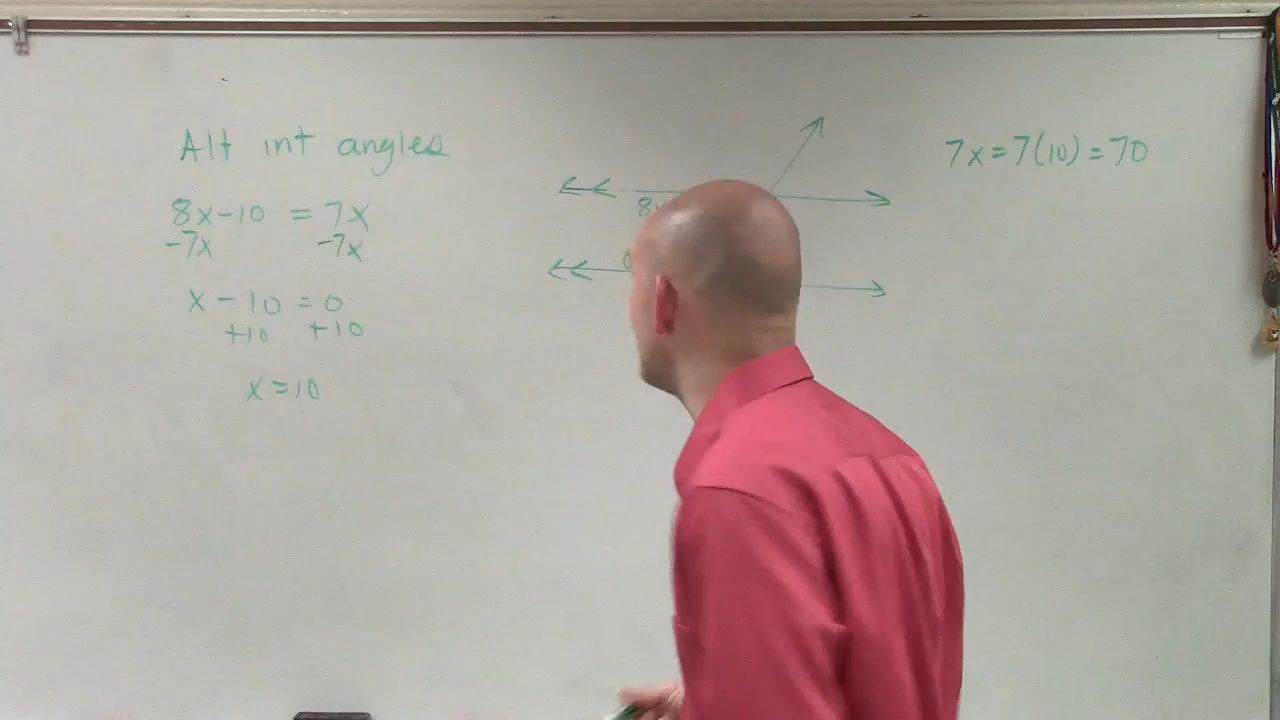 Alt int angles
8x-10 = 7x
-7x -7x
x - 10 = 0
+10 +10
x = 10
7x = 7(10) = 70